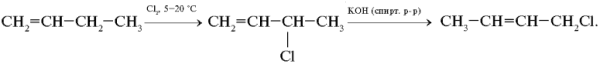 CH₂=CH−CH₂−CH₃ —Cl₂, 5−20 °C→ CH₂=CH−CH−CH₃ —KOH (спирт. р-р)→ CH₃−CH=CH−CH₂Cl.
Cl